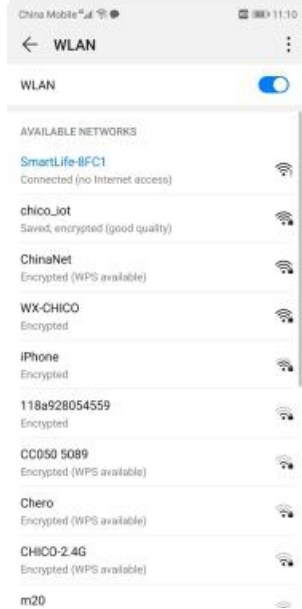 China Mobile 11:10
WLAN
WLAN
AVAILABLE NETWORKS
SmartLife-8FC1
Connected (no Internet access)
chico_iot
Saved, encrypted (good quality)
ChinaNet
Encrypted (WPS available)
WX-CHICO
Encrypted
iPhone
Encrypted
118a928054559
Encrypted
CC050 5089
Encrypted (WPS available)
Chero
Encrypted (WPS available)
CHICO-2.4G
Encrypted (WPS available)
m20